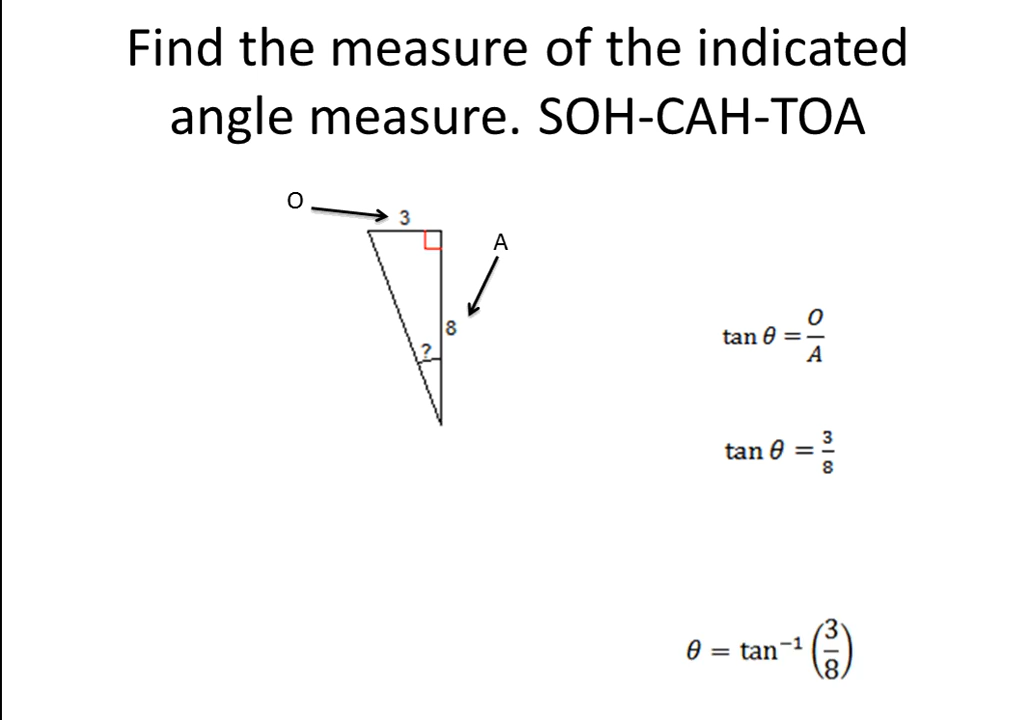 Find the measure of the indicated
angle measure. SOH-CAH-TOA
O
3
A
8
?
tan θ = O/A
tan θ = 3/8
θ = tan⁻¹(3/8)